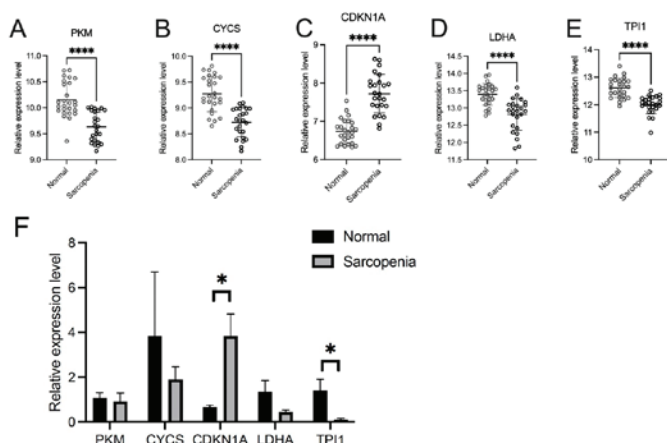 A
PKM
****
Relative expression level
11.0
10.5
10.0
9.5
9.0
Normal
Sarcopenia
B
CYCS
****
Relative expression level
10.0
9.5
9.0
8.5
8.0
Normal
Sarcopenia
C
CDKN1A
****
Relative expression level
9
8
7
6
Normal
Sarcopenia
D
LDHA
****
Relative expression level
14.5
14.0
13.5
13.0
12.5
12.0
11.5
Normal
Sarcopenia
E
TPI1
****
Relative expression level
14
13
12
11
10
Normal
Sarcopenia
F
Normal
Sarcopenia
Relative expression level
8
6
4
2
0
*
*
PKM
CYCS
CDKN1A
LDHA
TPI1